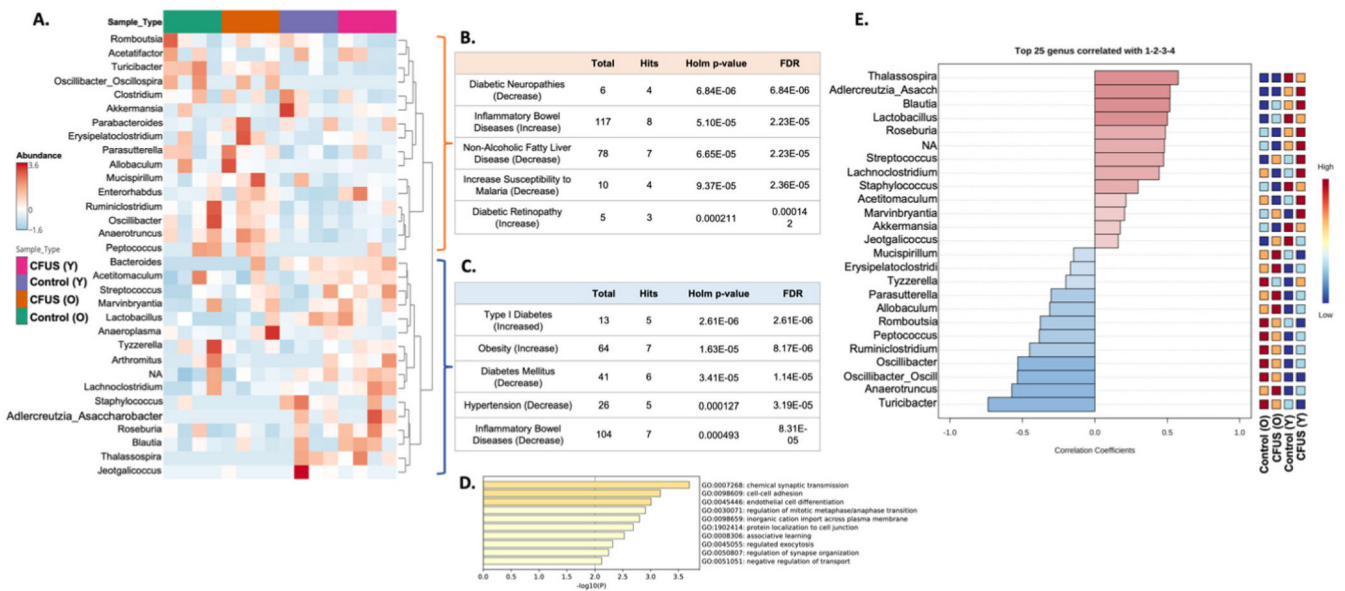 A.
Sample_Type
Romboutsia
Acetatifactor
Turicibacter
Oscillibacter_Oscillospira
Clostridium
Akkermansia
Parabacteroides
Erysipelatoclostridium
Parasutterella
Allobaculum
Mucispirillum
Enterorhabdus
Ruminiclostridium
Oscillibacter
Anaerotruncus
Peptococcus
Bacteroides
Acetitomaculum
Streptococcus
Marvinbryantia
Lactobacillus
Anaeroplasma
Tyzzerella
Arthromitus
NA
Lachnoclostridium
Staphylococcus
Adlercreutzia_Asaccharobacter
Roseburia
Blautia
Thalassospira
Jeotgalicoccus
Abundance
3.6
0
-1.6
Sample_Type
CFUS (Y)
Control (Y)
CFUS (O)
Control (O)
B.
Total Hits Holm p-value FDR
Diabetic Neuropathies
(Decrease) 6 4 6.84E-06 6.84E-06
Inflammatory Bowel
Diseases (Increase) 117 8 5.10E-05 2.23E-05
Non-Alcoholic Fatty Liver
Disease (Decrease) 78 7 6.65E-05 2.23E-05
Increase Susceptibility to
Malaria (Decrease) 10 4 9.37E-05 2.36E-05
Diabetic Retinopathy
(Increase) 5 3 0.000211 0.00014
2
C.
Total Hits Holm p-value FDR
Type I Diabetes
(Increased) 13 5 2.61E-06 2.61E-06
Obesity (Increase) 64 7 1.63E-05 8.17E-06
Diabetes Mellitus
(Decrease) 41 6 3.41E-05 1.14E-05
Hypertension (Decrease) 26 5 0.000127 3.19E-05
Inflammatory Bowel
Diseases (Decrease) 104 7 0.000493 8.31E-
05
D.
GO:0007268: chemical synaptic transmission
GO:0098609: cell-cell adhesion
GO:0045446: endothelial cell differentiation
GO:0030071: regulation of mitotic metaphase/anaphase transition
GO:0098659: inorganic cation import across plasma membrane
GO:1902414: protein localization to cell junction
GO:0008306: associative learning
GO:0045055: regulated exocytosis
GO:0050807: regulation of synapse organization
GO:0051051: negative regulation of transport
0.0 0.5 1.0 1.5 2.0 2.5 3.0 3.5
-log10(P)
E.
Top 25 genus correlated with 1-2-3-4
Thalassospira
Adlercreutzia_Asacch
Blautia
Lactobacillus
Roseburia
NA
Streptococcus
Lachnoclostridium
Staphylococcus
Acetitomaculum
Marvinbryantia
Akkermansia
Jeotgalicoccus
Mucispirillum
Erysipelatoclostridi
Tyzzerella
Parasutterella
Allobaculum
Romboutsia
Peptococcus
Ruminiclostridium
Oscillibacter
Oscillibacter_Oscill
Anaerotruncus
Turicibacter
-1.0 -0.5 0.0 0.5 1.0
Correlation Coefficients
Control (O)
CFUS (O)
Control (Y)
CFUS (Y)
High
Low